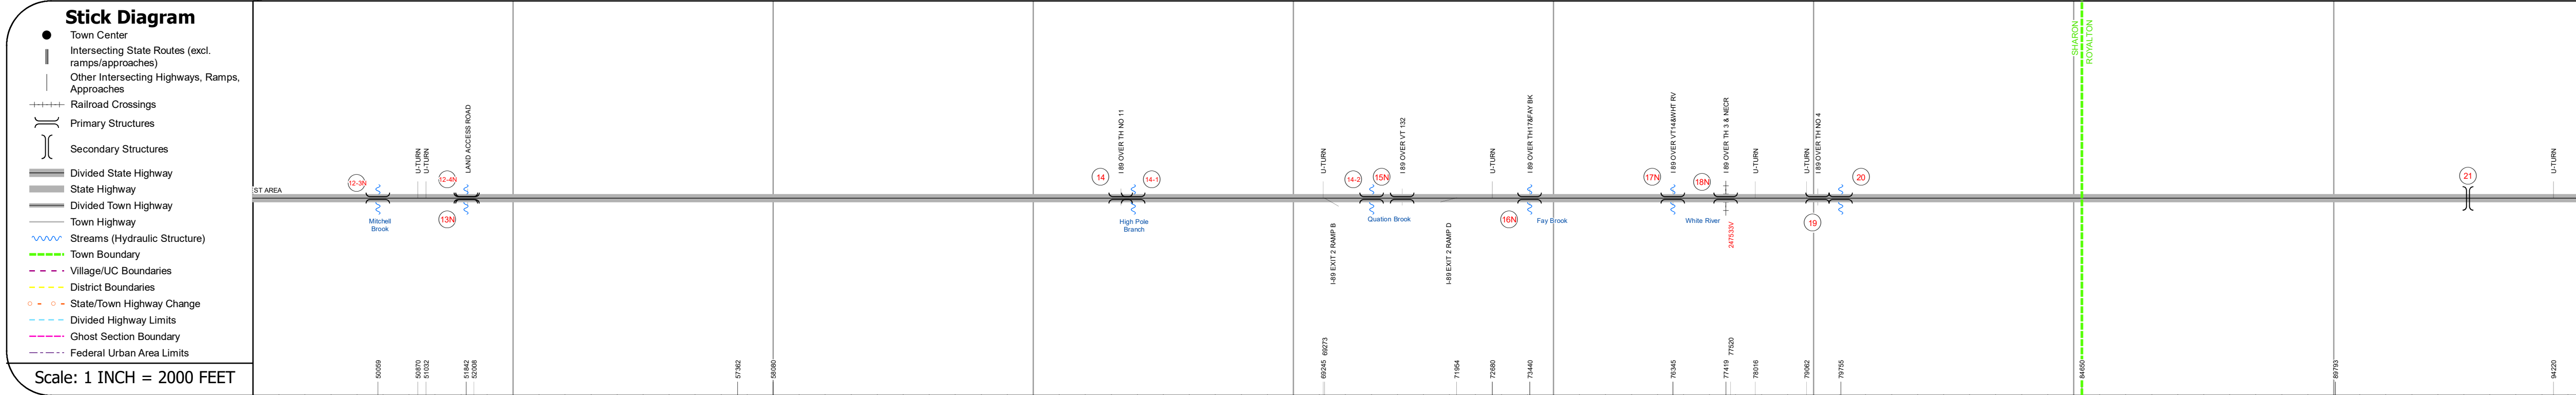 Stick Diagram
Town Center
Intersecting State Routes (excl.
ramps/approaches)
Other Intersecting Highways, Ramps,
Approaches
Railroad Crossings
Primary Structures
Secondary Structures
Divided State Highway
State Highway
Divided Town Highway
Town Highway
Streams (Hydraulic Structure)
Town Boundary
Village/UC Boundaries
District Boundaries
State/Town Highway Change
Divided Highway Limits
Ghost Section Boundary
Federal Urban Area Limits
Scale: 1 INCH = 2000 FEET
ST AREA
12-3N
Mitchell
Brook
U-TURN
U-TURN
12-4N
LAND ACCESS ROAD
13N
14
I 89 OVER TH NO 11
14-1
High Pole
Branch
U-TURN
I-89 EXIT 2 RAMP B
14-2
15N
Quation Brook
I 89 OVER VT 132
I-89 EXIT 2 RAMP D
U-TURN
16N
I 89 OVER TH17&FAY BK
Fay Brook
17N
I 89 OVER VT14&WHT RV
White River
18N
I 89 OVER TH 3 & NECR
247533V
U-TURN
U-TURN
I 89 OVER TH NO 4
19
20
SHARON
ROYALTON
21
U-TURN
50059
50870
51032
51842
52008
57362
58080
69245
69273
71954
72680
73440
76345
77419
77520
78016
79062
79755
84650
89793
94220